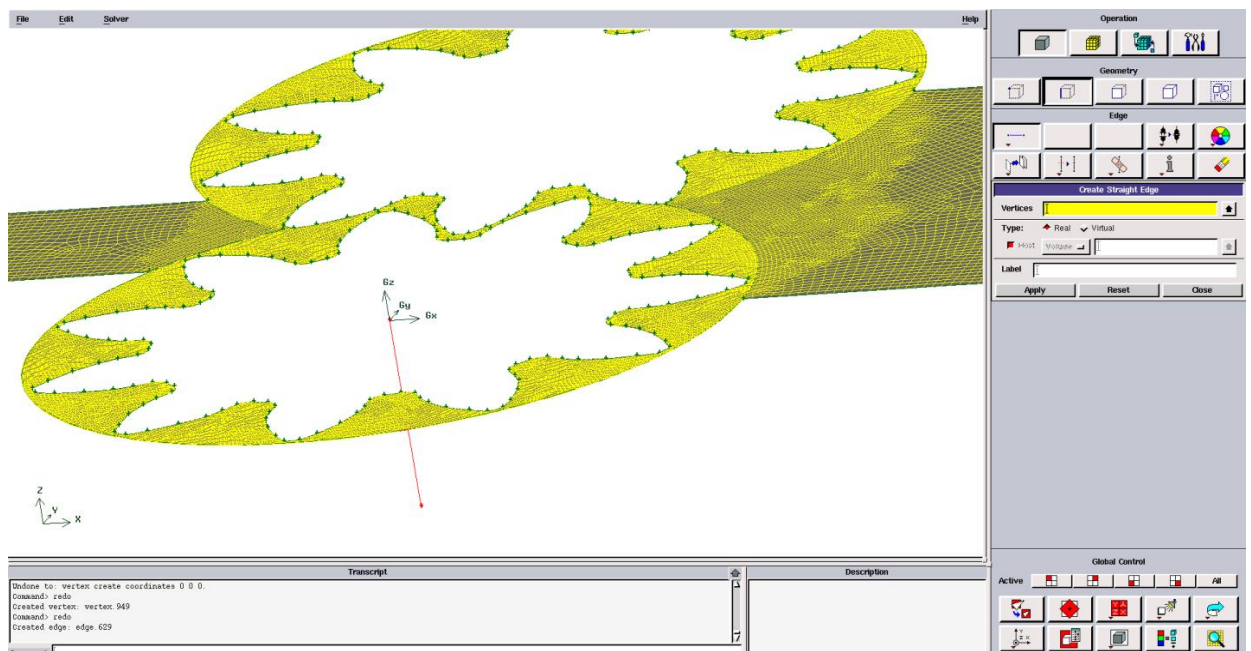 File Edit Solver Help
Operation
Geometry
Edge
Create Straight Edge
Vertices
Type: Real Virtual
Host Volume
Label
Apply Reset Close
Gz
Gy
Gx
Z
Y
X
Transcript
Description
Undone to: vertex create coordinates 0 0 0.
Command> redo
Created vertex: vertex.949
Command> redo
Created edge: edge.629
Global Control
Active All